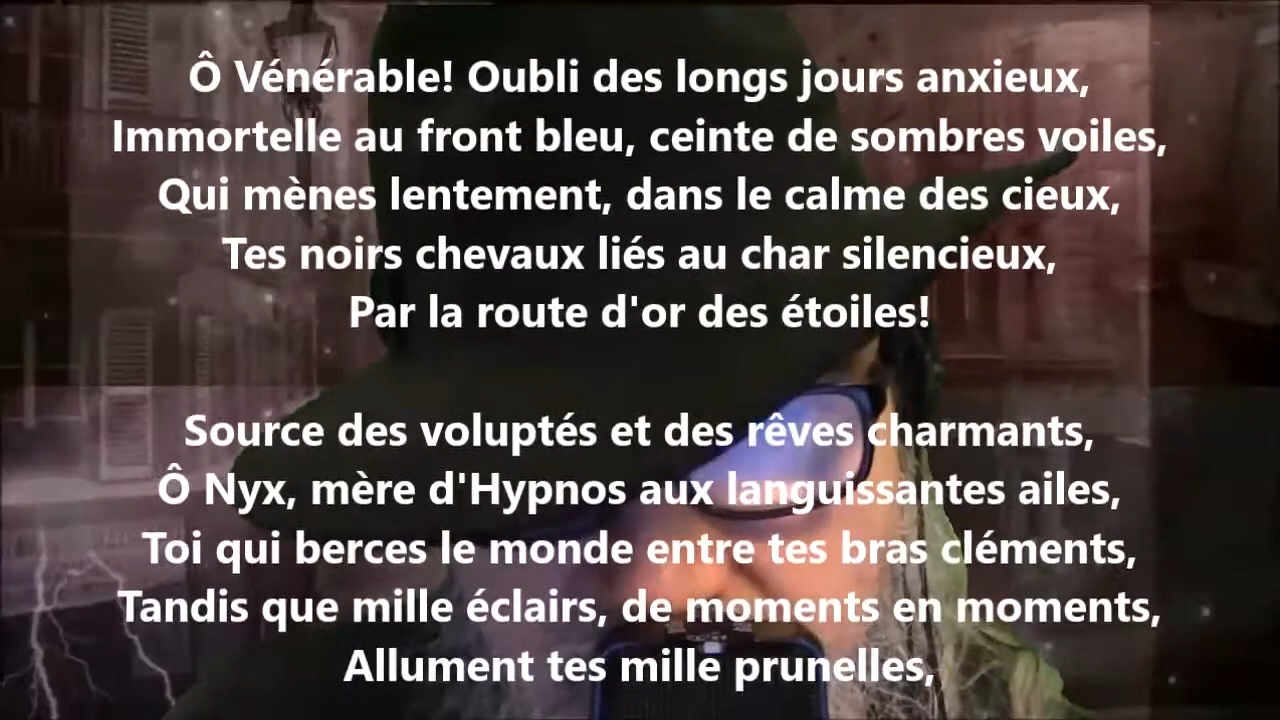 Ô Vénérable! Oubli des longs jours anxieux,
Immortelle au front bleu, ceinte de sombres voiles,
Qui mènes lentement, dans le calme des cieux,
Tes noirs chevaux liés au char silencieux,
Par la route d'or des étoiles!
Source des voluptés et des rêves charmants,
Ô Nyx, mère d'Hypnos aux languissantes ailes,
Toi qui berces le monde entre tes bras cléments,
Tandis que mille éclairs, de moments en moments,
Allument tes mille prunelles,